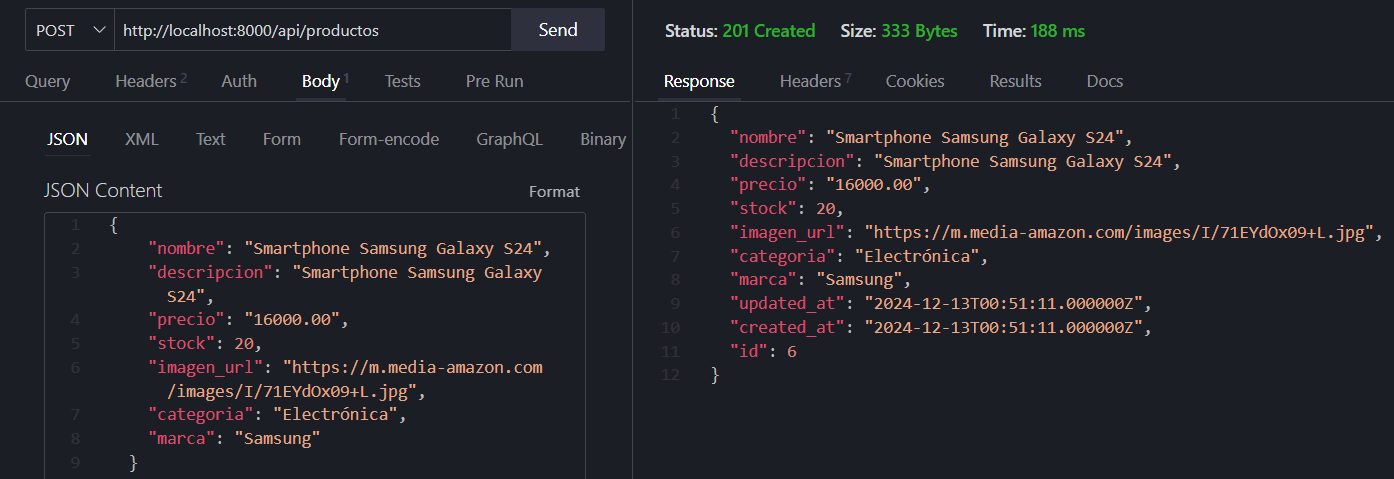 POST http://localhost:8000/api/productos Send
Query Headers 2 Auth Body 1 Tests Pre Run
JSON XML Text Form Form-encode GraphQL Binary
JSON Content Format
1 {
2 "nombre": "Smartphone Samsung Galaxy S24",
3 "descripcion": "Smartphone Samsung Galaxy
S24",
4 "precio": "16000.00",
5 "stock": 20,
6 "imagen_url": "https://m.media-amazon.com
/images/I/71EYdOx09+L.jpg",
7 "categoria": "Electrónica",
8 "marca": "Samsung"
9 }
Status: 201 Created Size: 333 Bytes Time: 188 ms
Response Headers 7 Cookies Results Docs
1 {
2 "nombre": "Smartphone Samsung Galaxy S24",
3 "descripcion": "Smartphone Samsung Galaxy S24",
4 "precio": "16000.00",
5 "stock": 20,
6 "imagen_url": "https://m.media-amazon.com/images/I/71EYdOx09+L.jpg",
7 "categoria": "Electrónica",
8 "marca": "Samsung",
9 "updated_at": "2024-12-13T00:51:11.000000Z",
10 "created_at": "2024-12-13T00:51:11.000000Z",
11 "id": 6
12 }